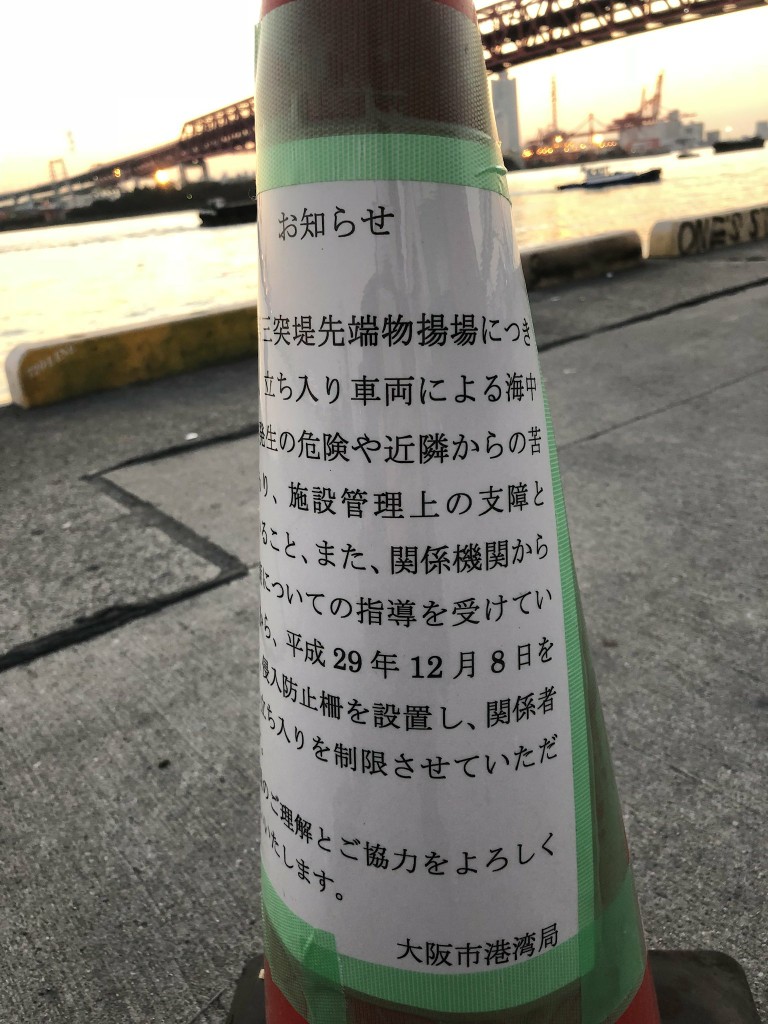 お知らせ
三突堤先端物揚場につき
立ち入り車両による海中
発生の危険や近隣からの苦
り、施設管理上の支障と
ること、また、関係機関から
についての指導を受けてい
から、平成29年12月8日を
侵入防止柵を設置し、関係者
立ち入りを制限させていただ
。
のご理解とご協力をよろしく
いたします。
大阪市港湾局
ONE'S ST